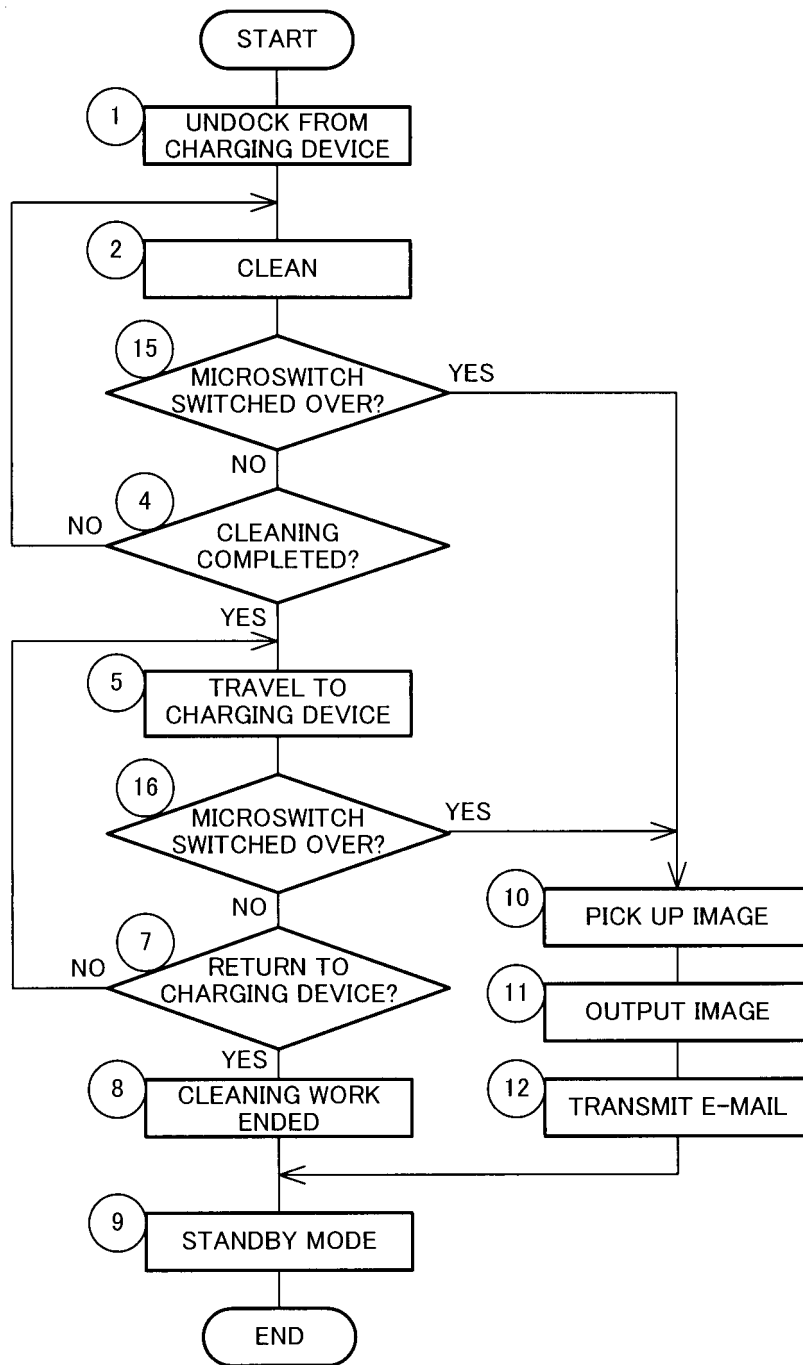 START
1
UNDOCK FROM
CHARGING DEVICE
2
CLEAN
15
MICROSWITCH
SWITCHED OVER?
YES
NO
4
CLEANING
COMPLETED?
NO
YES
5
TRAVEL TO
CHARGING DEVICE
16
MICROSWITCH
SWITCHED OVER?
YES
NO
10
PICK UP IMAGE
7
RETURN TO
CHARGING DEVICE?
NO
YES
11
OUTPUT IMAGE
8
CLEANING WORK
ENDED
12
TRANSMIT E-MAIL
9
STANDBY MODE
END